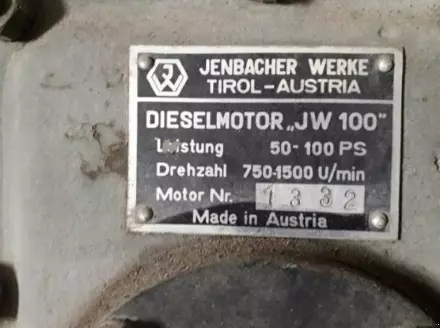 JENBACHER WERKE
TIROL-AUSTRIA
DIESELMOTOR „JW 100"
Leistung 50-100 PS
Drehzahl 750-1500 U/min
Motor Nr. 1332
Made in Austria